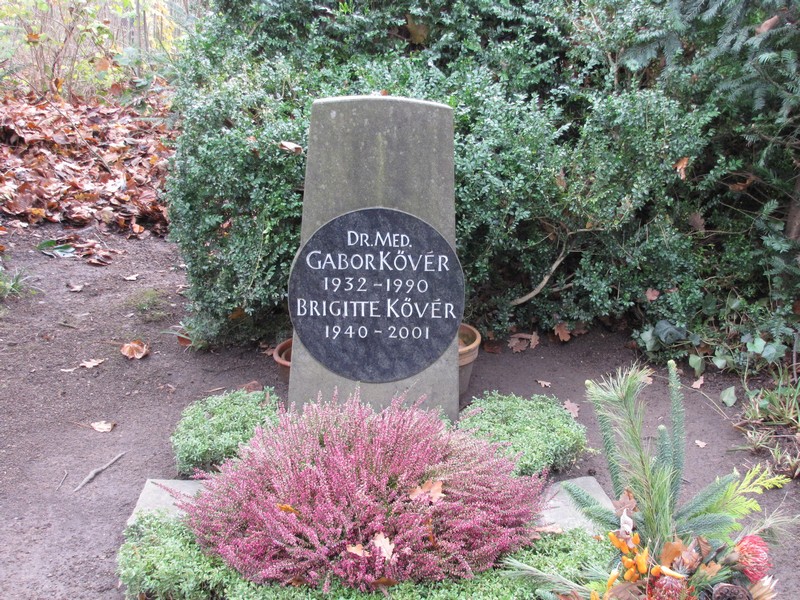 DR. MED.
GABOR KŐVÉR
1932 - 1990
BRIGITTE KŐVÉR
1940 - 2001